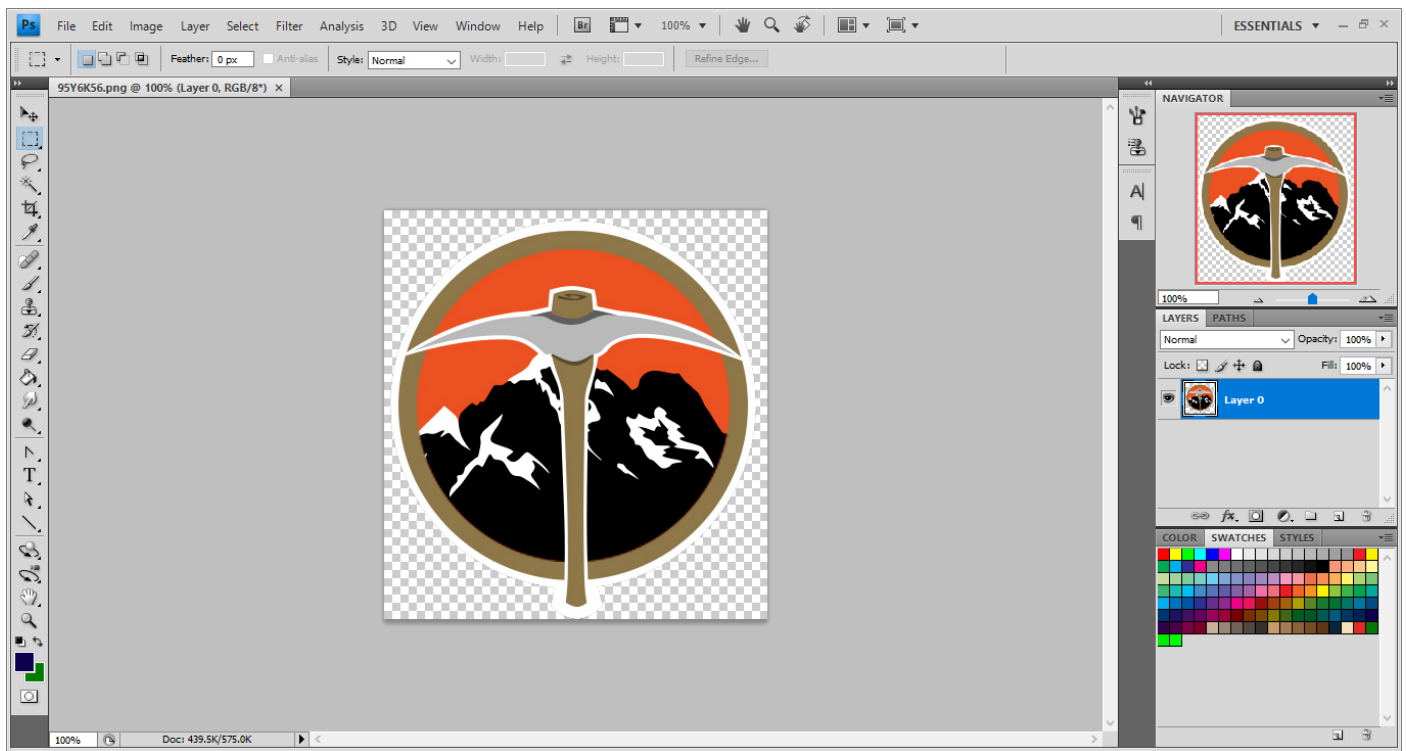 Ps File Edit Image Layer Select Filter Analysis 3D View Window Help Br 100% ESSENTIALS
Feather: 0 px Anti-alias Style: Normal Width: Height: Refine Edge...
95Y6K56.png @ 100% (Layer 0, RGB/8*) ×
NAVIGATOR
A
T
100%
LAYERS PATHS
Normal Opacity: 100%
Lock: Fill: 100%
Layer 0
fx.
COLOR SWATCHES STYLES
100% Doc: 439.5K/575.0K